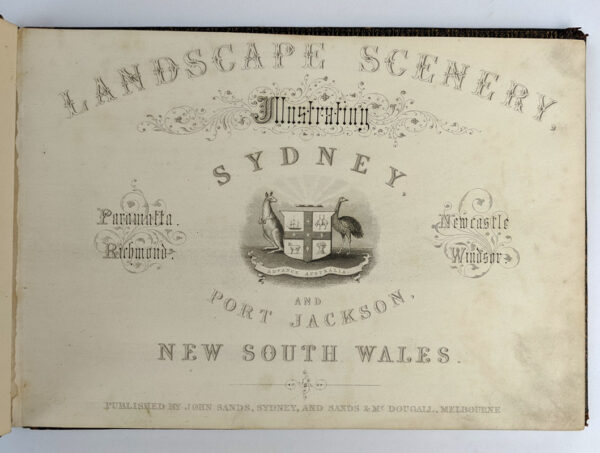 LANDSCAPE SCENERY,
Illustrating
SYDNEY,
Paramatta.
Richmond.
Newcastle
Windsor.
ADVANCE AUSTRALIA
AND
PORT JACKSON,
NEW SOUTH WALES.
PUBLISHED BY JOHN SANDS, SYDNEY, AND SANDS & Mc DOUGALL, MELBOURNE